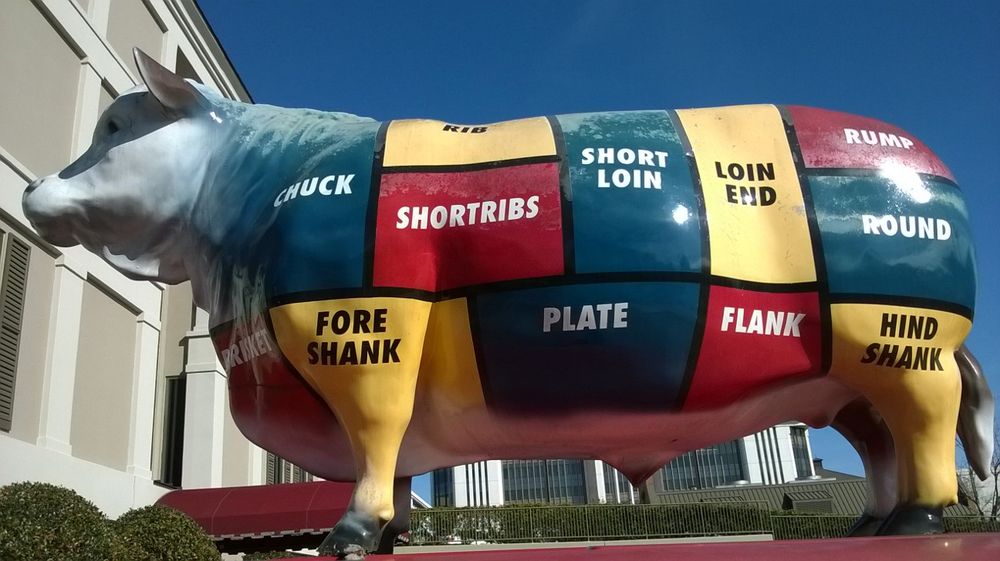 RIB
CHUCK
SHORTRIBS
SHORT
LOIN
LOIN
END
RUMP
ROUND
BRISKET
FORE
SHANK
PLATE
FLANK
HIND
SHANK